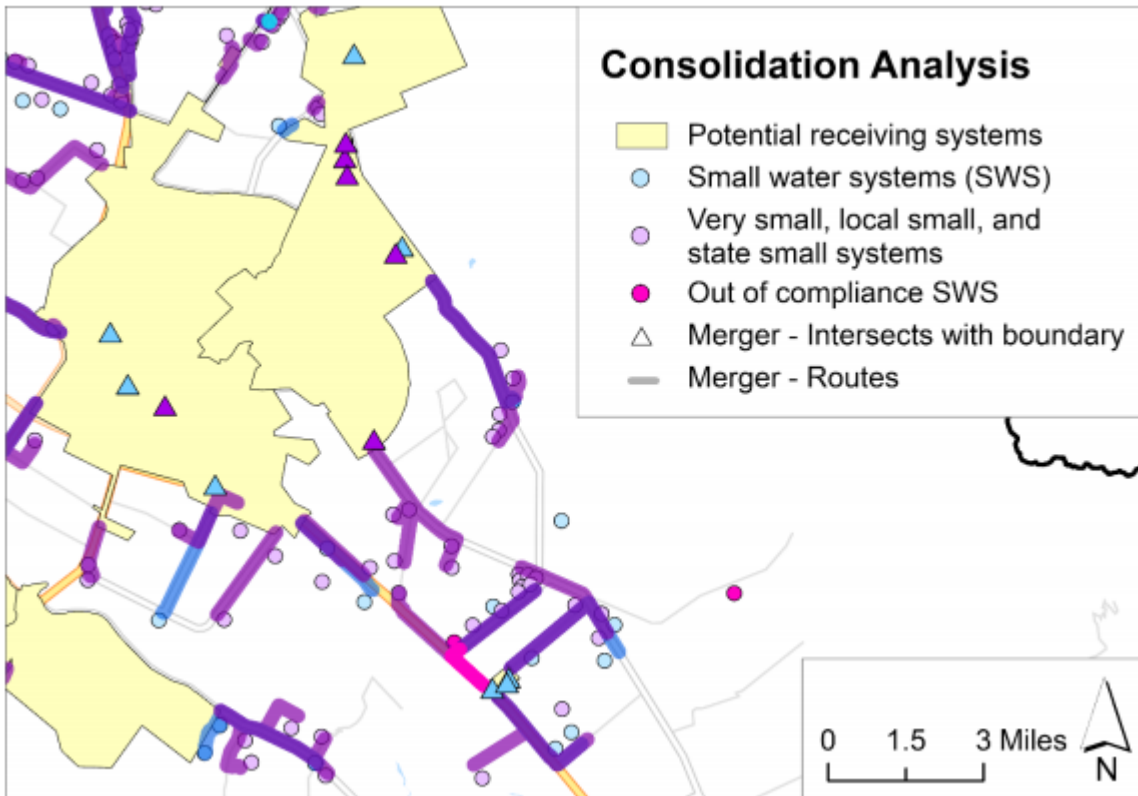 Consolidation Analysis
Potential receiving systems
Small water systems (SWS)
Very small, local small, and
state small systems
Out of compliance SWS
Merger - Intersects with boundary
Merger - Routes
0 1.5 3 Miles
N